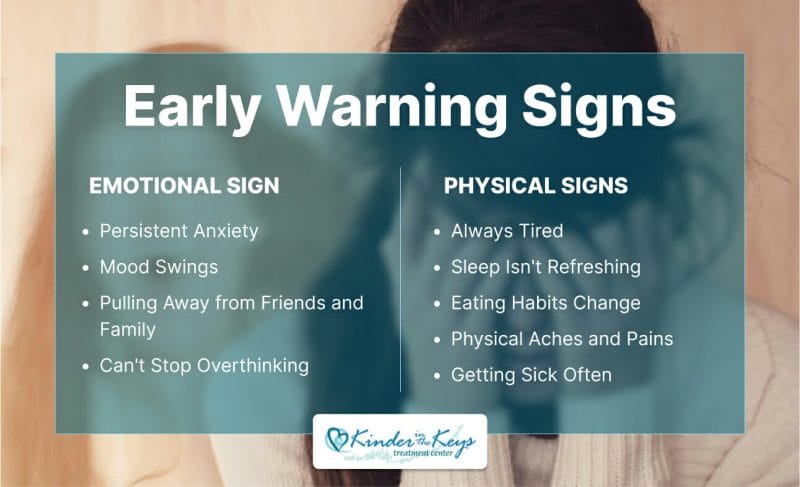 Early Warning Signs
EMOTIONAL SIGN
• Persistent Anxiety
• Mood Swings
• Pulling Away from Friends and
Family
• Can't Stop Overthinking
PHYSICAL SIGNS
• Always Tired
• Sleep Isn't Refreshing
• Eating Habits Change
• Physical Aches and Pains
• Getting Sick Often
Kinder in the Keys
treatment center